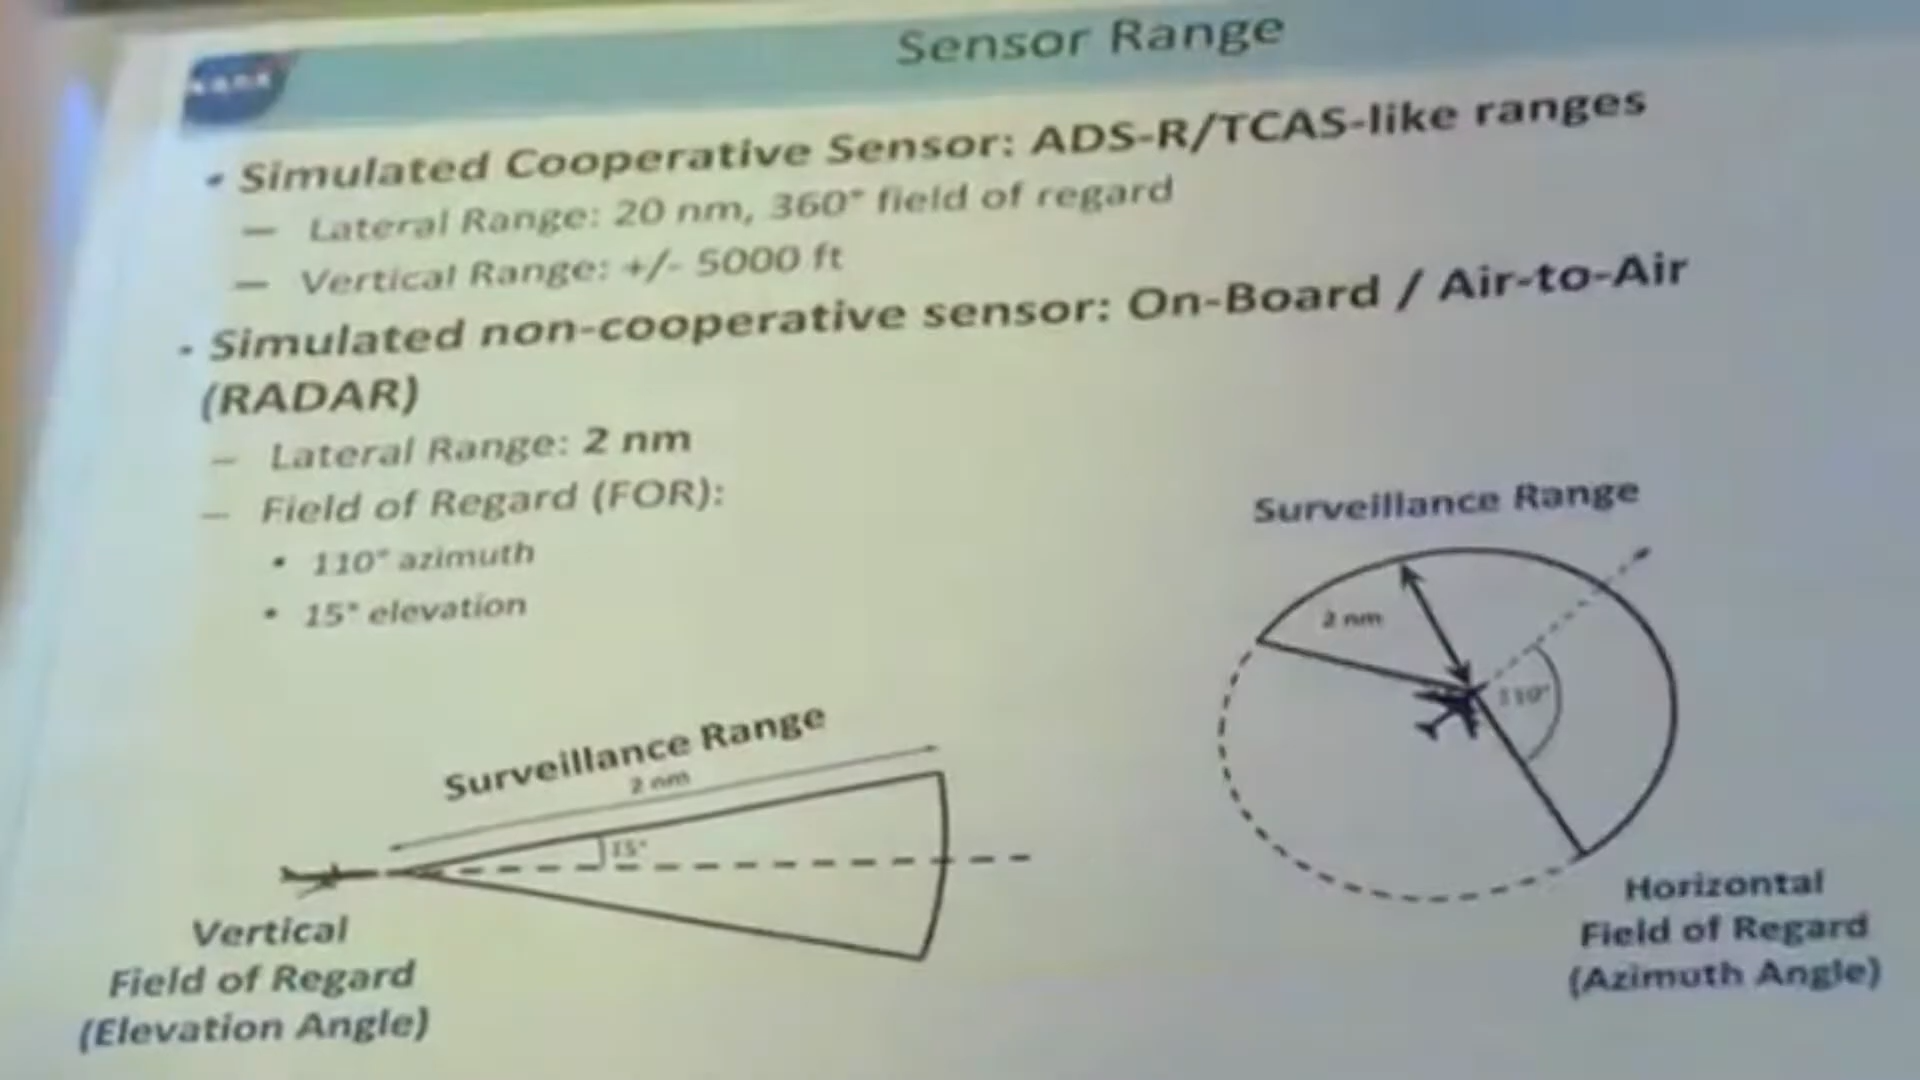 NASA
Sensor Range
• Simulated Cooperative Sensor: ADS-R/TCAS-like ranges
— Lateral Range: 20 nm, 360° field of regard
— Vertical Range: +/- 5000 ft
• Simulated non-cooperative sensor: On-Board / Air-to-Air
(RADAR)
— Lateral Range: 2 nm
— Field of Regard (FOR):
• 110° azimuth
• 15° elevation
Surveillance Range
2 nm
15°
Vertical
Field of Regard
(Elevation Angle)
Surveillance Range
2 nm
110°
Horizontal
Field of Regard
(Azimuth Angle)